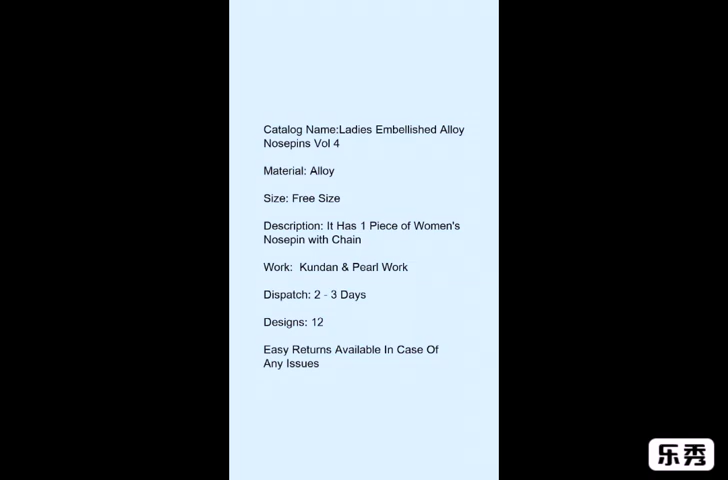 Catalog Name:Ladies Embellished Alloy
Nosepins Vol 4
Material: Alloy
Size: Free Size
Description: It Has 1 Piece of Women's
Nosepin with Chain
Work:  Kundan & Pearl Work
Dispatch: 2 - 3 Days
Designs: 12
Easy Returns Available In Case Of
Any Issues
乐秀